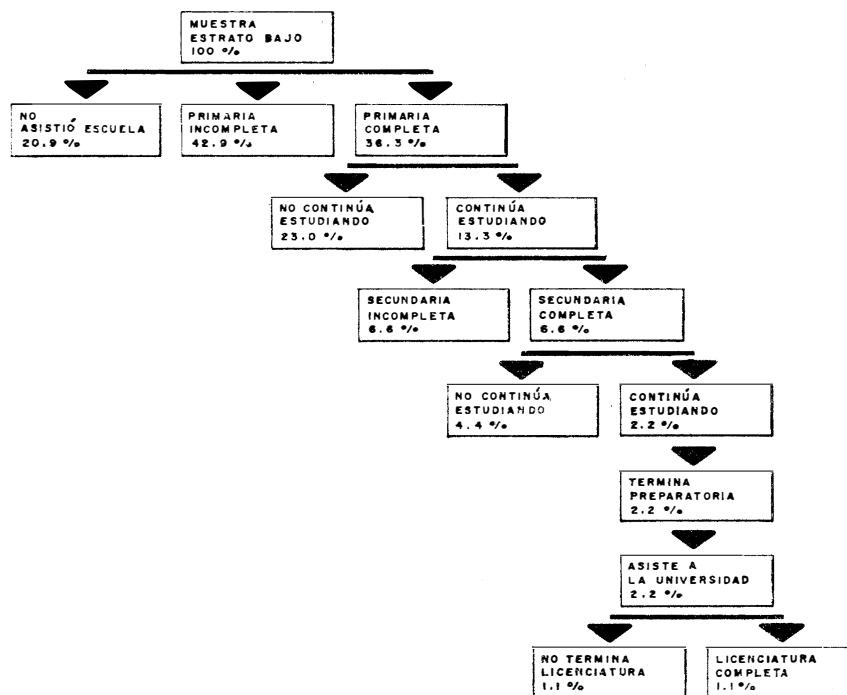 MUESTRA
ESTRATO BAJO
100 %
NO
ASISTIÓ ESCUELA
20.9 %
PRIMARIA
INCOMPLETA
42.9 %
PRIMARIA
COMPLETA
36.3 %
NO CONTINÚA
ESTUDIANDO
23.0 %
CONTINÚA
ESTUDIANDO
13.3 %
SECUNDARIA
INCOMPLETA
6.6 %
SECUNDARIA
COMPLETA
6.6 %
NO CONTINÚA
ESTUDIANDO
4.4 %
CONTINÚA
ESTUDIANDO
2.2 %
TERMINA
PREPARATORIA
2.2 %
ASISTE A
LA UNIVERSIDAD
2.2 %
NO TERMINA
LICENCIATURA
1.1 %
LICENCIATURA
COMPLETA
1.1 %